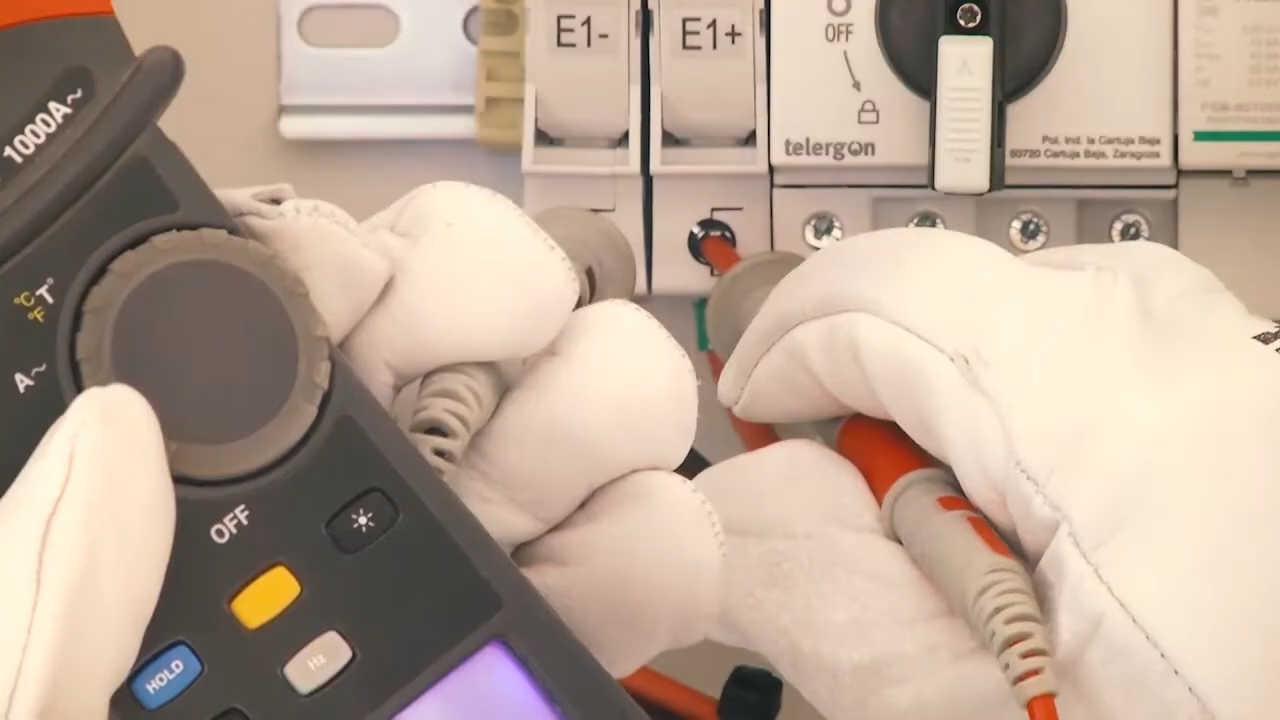 E1-
E1+
OFF
telergon
Pol. Ind. la Cartuja Baja
50720 Cartuja Baja, Zaragoza
1000A~
°C
°F
T°
A~
OFF
HOLD
Hz